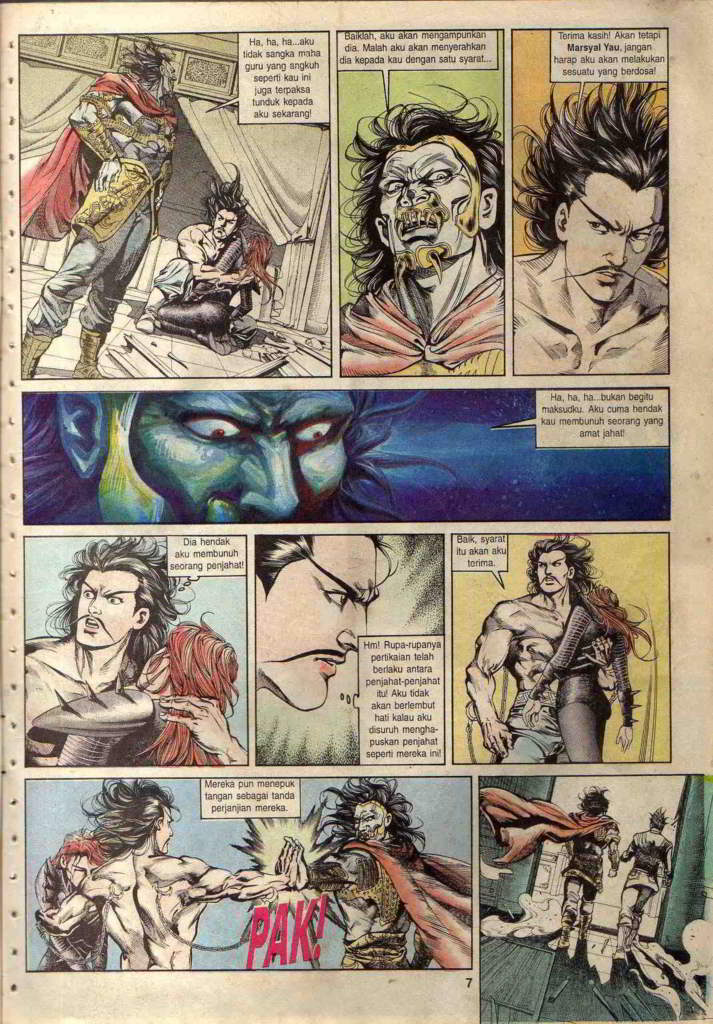 Ha, ha, ha...aku
tidak sangka maha
guru yang angkuh
seperti kau ini
juga terpaksa
tunduk kepada
aku sekarang!
Baiklah, aku akan mengampunkan
dia. Malah aku akan menyerahkan
dia kepada kau dengan satu syarat...
Terima kasih! Akan tetapi
Marsyal Yau, jangan
harap aku akan melakukan
sesuatu yang berdosa!
Ha, ha, ha...bukan begitu
maksudku. Aku cuma hendak
kau membunuh seorang yang
amat jahat!
Dia hendak
aku membunuh
seorang penjahat!
Hm! Rupa-rupanya
pertikaian telah
berlaku antara
penjahat-penjahat
itu! Aku tidak
akan berlembut
hati kalau aku
disuruh mengha-
puskan penjahat
seperti mereka ini!
Baik, syarat
itu akan aku
terima.
Mereka pun menepuk
tangan sebagai tanda
perjanjian mereka.
PAK!
7